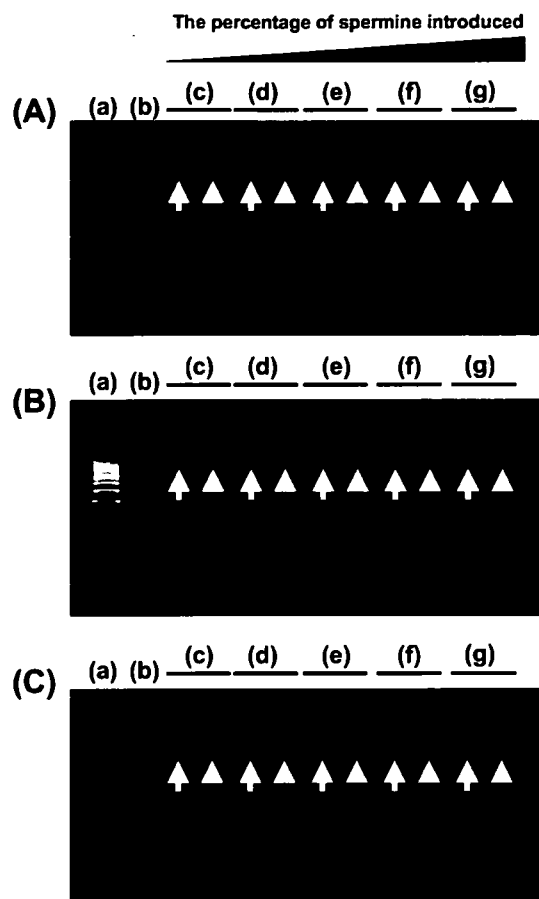 The percentage of spermine introduced
(A) (a) (b) (c) (d) (e) (f) (g)
(B) (a) (b) (c) (d) (e) (f) (g)
(C) (a) (b) (c) (d) (e) (f) (g)